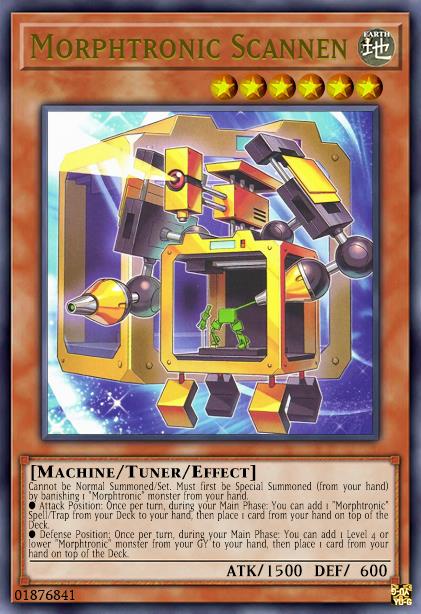 MORPHTRONIC SCANNEN
EARTH
地
[MACHINE/TUNER/EFFECT]
Cannot be Normal Summoned/Set. Must first be Special Summoned (from your hand)
by banishing 1 "Morphtronic" monster from your hand.
● Attack Position: Once per turn, during your Main Phase: You can add 1 "Morphtronic"
Spell/Trap from your Deck to your hand, then place 1 card from your hand on top of the
Deck.
● Defense Position: Once per turn, during your Main Phase: You can add 1 Level 4 or
lower "Morphtronic" monster from your GY to your hand, then place 1 card from your
hand on top of the Deck.
ATK/1500 DEF/ 600
01876841